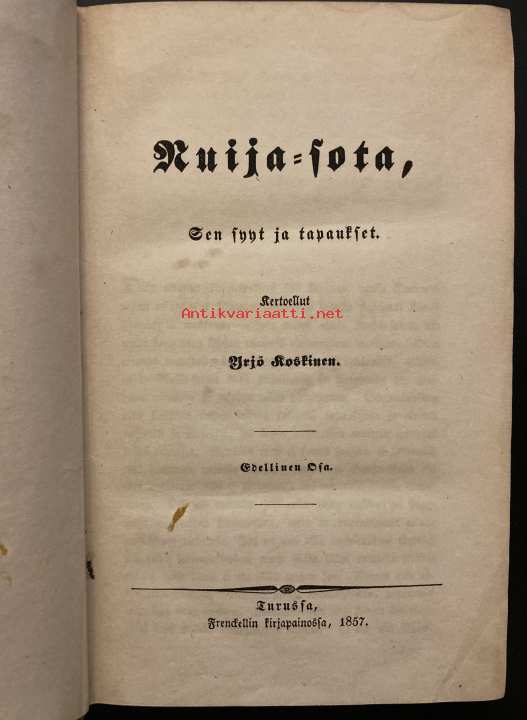 Nuija-sota,
Sen syyt ja tapaukset.
Kertoellut
Antikvariaatti.net
Yrjö Koskinen.
Edellinen Osa.
Turussa,
Frenckellin kirjapainossa, 1857.